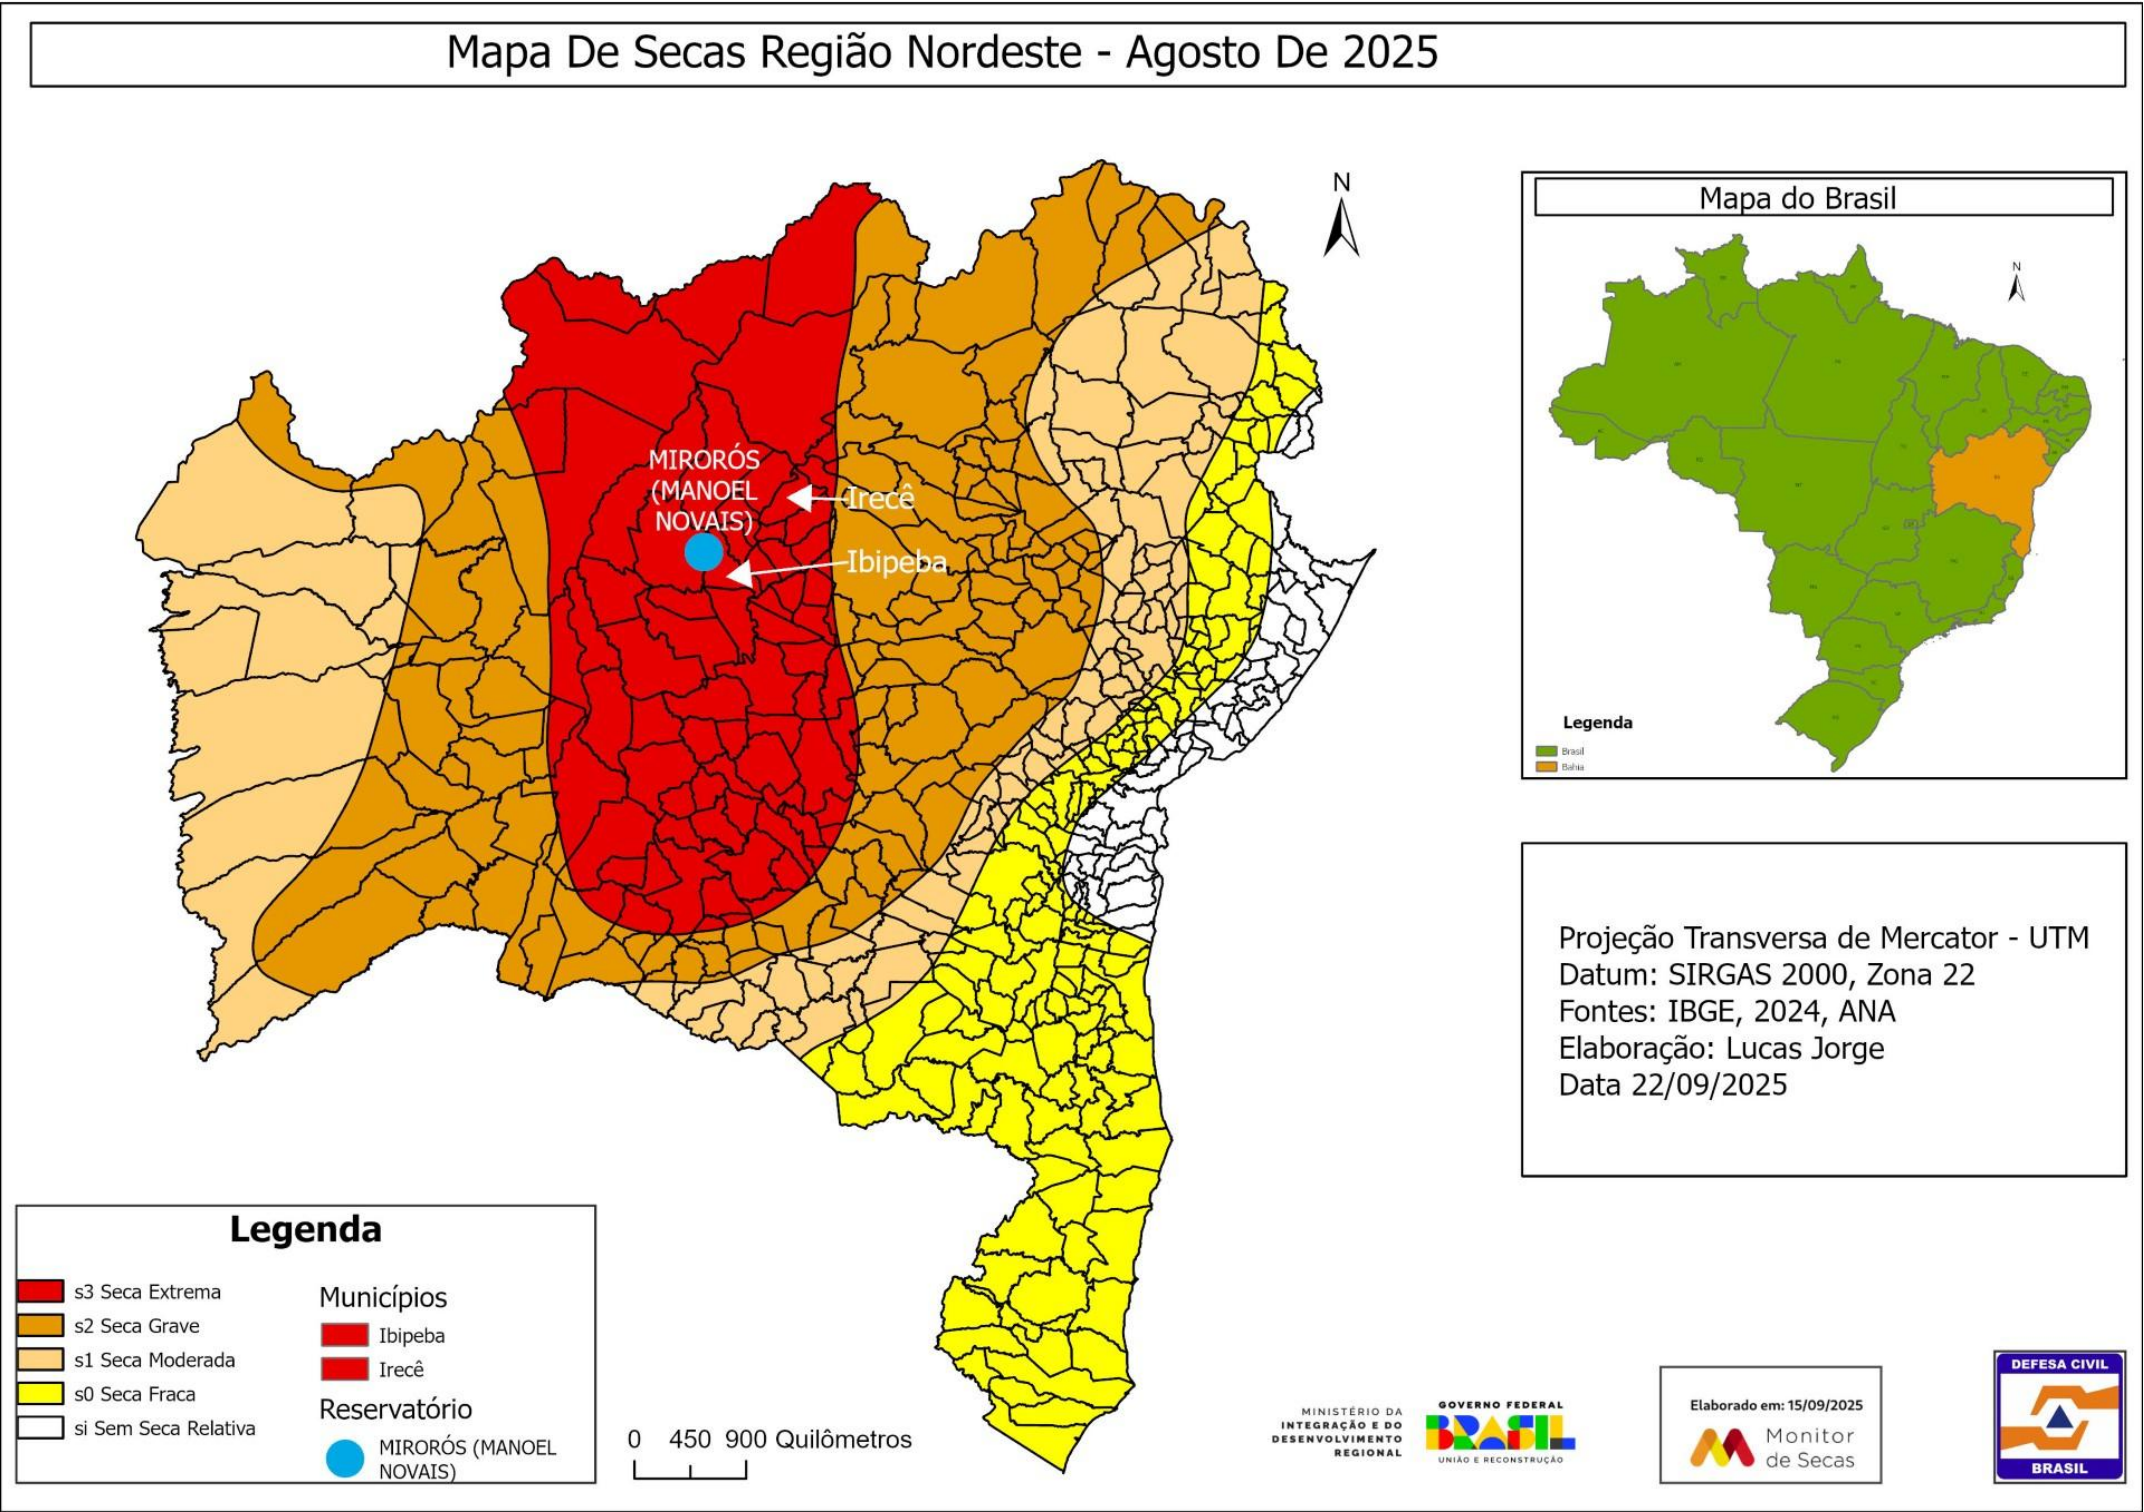 Mapa De Secas Região Nordeste - Agosto De 2025
N
MIRORÓS
(MANOEL
NOVAIS)
Irecê
Ibipeba
Mapa do Brasil
N
Legenda
Brasil
Bahia
Projeção Transversa de Mercator - UTM
Datum: SIRGAS 2000, Zona 22
Fontes: IBGE, 2024, ANA
Elaboração: Lucas Jorge
Data 22/09/2025
Legenda
s3 Seca Extrema
s2 Seca Grave
s1 Seca Moderada
s0 Seca Fraca
si Sem Seca Relativa
Municípios
Ibipeba
Irecê
Reservatório
MIRORÓS (MANOEL
NOVAIS)
0 450 900 Quilômetros
MINISTÉRIO DA
INTEGRAÇÃO E DO
DESENVOLVIMENTO
REGIONAL
GOVERNO FEDERAL
BRASIL
UNIÃO E RECONSTRUÇÃO
Elaborado em: 15/09/2025
Monitor
de Secas
DEFESA CIVIL
BRASIL